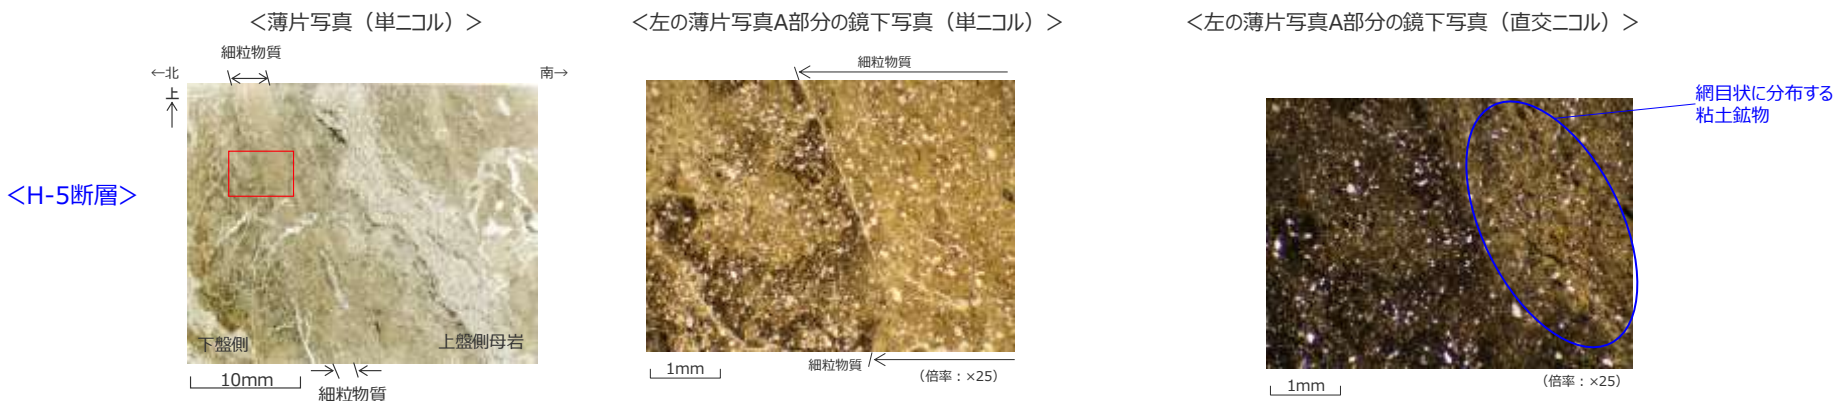 <薄片写真（単ニコル）>
<左の薄片写真A部分の鏡下写真（単ニコル）>
<左の薄片写真A部分の鏡下写真（直交ニコル）>
細粒物質
←北
南→
上
<H-5断層>
下盤側
上盤側母岩
10mm
細粒物質
細粒物質
細粒物質
1mm
（倍率：×25）
網目状に分布する
粘土鉱物
1mm
（倍率：×25）